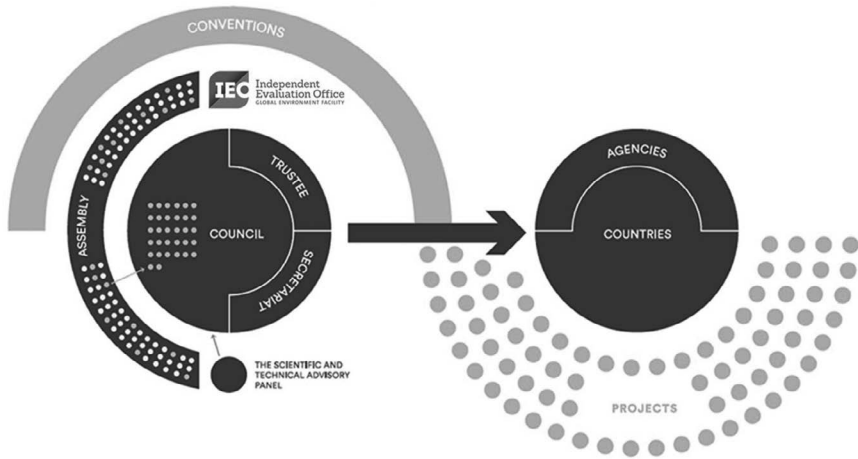 CONVENTIONS
IEO
Independent
Evaluation Office
GLOBAL ENVIRONMENT FACILITY
ASSEMBLY
TRUSTEE
COUNCIL
SECRETARIAT
THE SCIENTIFIC AND
TECHNICAL ADVISORY
PANEL
AGENCIES
COUNTRIES
PROJECTS